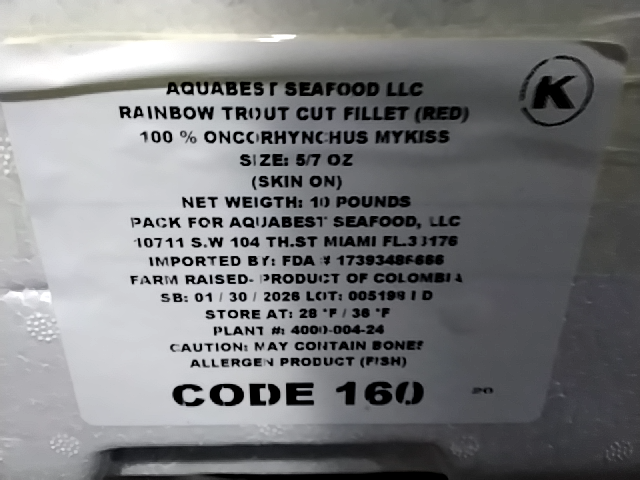 AQUABEST SEAFOOD LLC
K
RAINBOW TROUT CUT FILLET (RED)
100 % ONCORHYNCHUS MYKISS
SIZE: 5/7 OZ
(SKIN ON)
NET WEIGTH: 10 POUNDS
PACK FOR AQUABEST SEAFOOD, LLC
10711 S.W 104 TH.ST MIAMI FL.33176
IMPORTED BY: FDA #
FARM RAISED- PRODUCT OF COLOMBIA
SB: 01 / 30 / 2026 LOT:
STORE AT: 28 °F / 36 °F
PLANT #: 4000-004-24
CAUTION: MAY CONTAIN BONES
ALLERGEN PRODUCT (FISH)
CODE 160
20